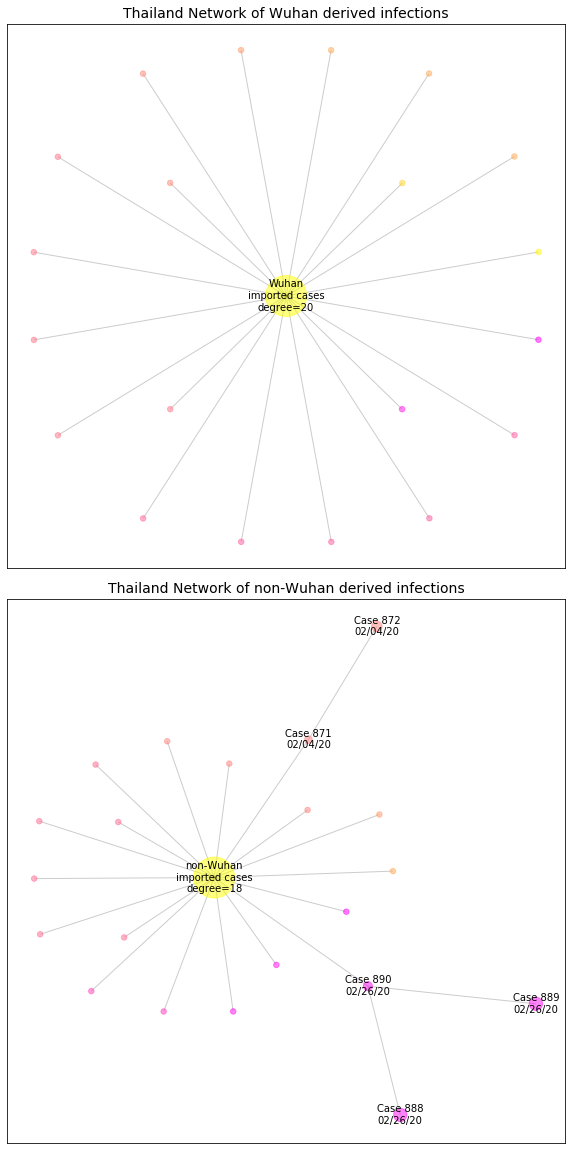 Thailand Network of Wuhan derived infections
Wuhan
imported cases
degree=20
Thailand Network of non-Wuhan derived infections
Case 872
02/04/20
Case 871
02/04/20
non-Wuhan
imported cases
degree=18
Case 890
02/26/20
Case 889
02/26/20
Case 888
02/26/20